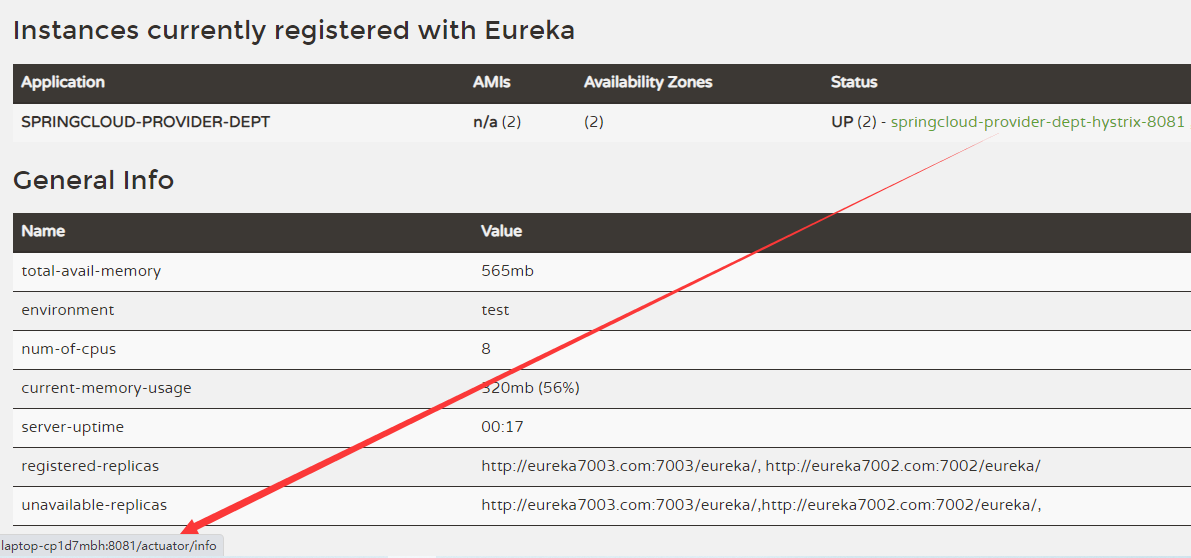 Instances currently registered with Eureka
Application AMIs Availability Zones Status
SPRINGCLOUD-PROVIDER-DEPT n/a (2) (2) UP (2) - springcloud-provider-dept-hystrix-8081
General Info
Name Value
total-avail-memory 565mb
environment test
num-of-cpus 8
current-memory-usage 320mb (56%)
server-uptime 00:17
registered-replicas http://eureka7003.com:7003/eureka/, http://eureka7002.com:7002/eureka/
unavailable-replicas http://eureka7003.com:7003/eureka/,http://eureka7002.com:7002/eureka/,
laptop-cp1d7mbh:8081/actuator/info